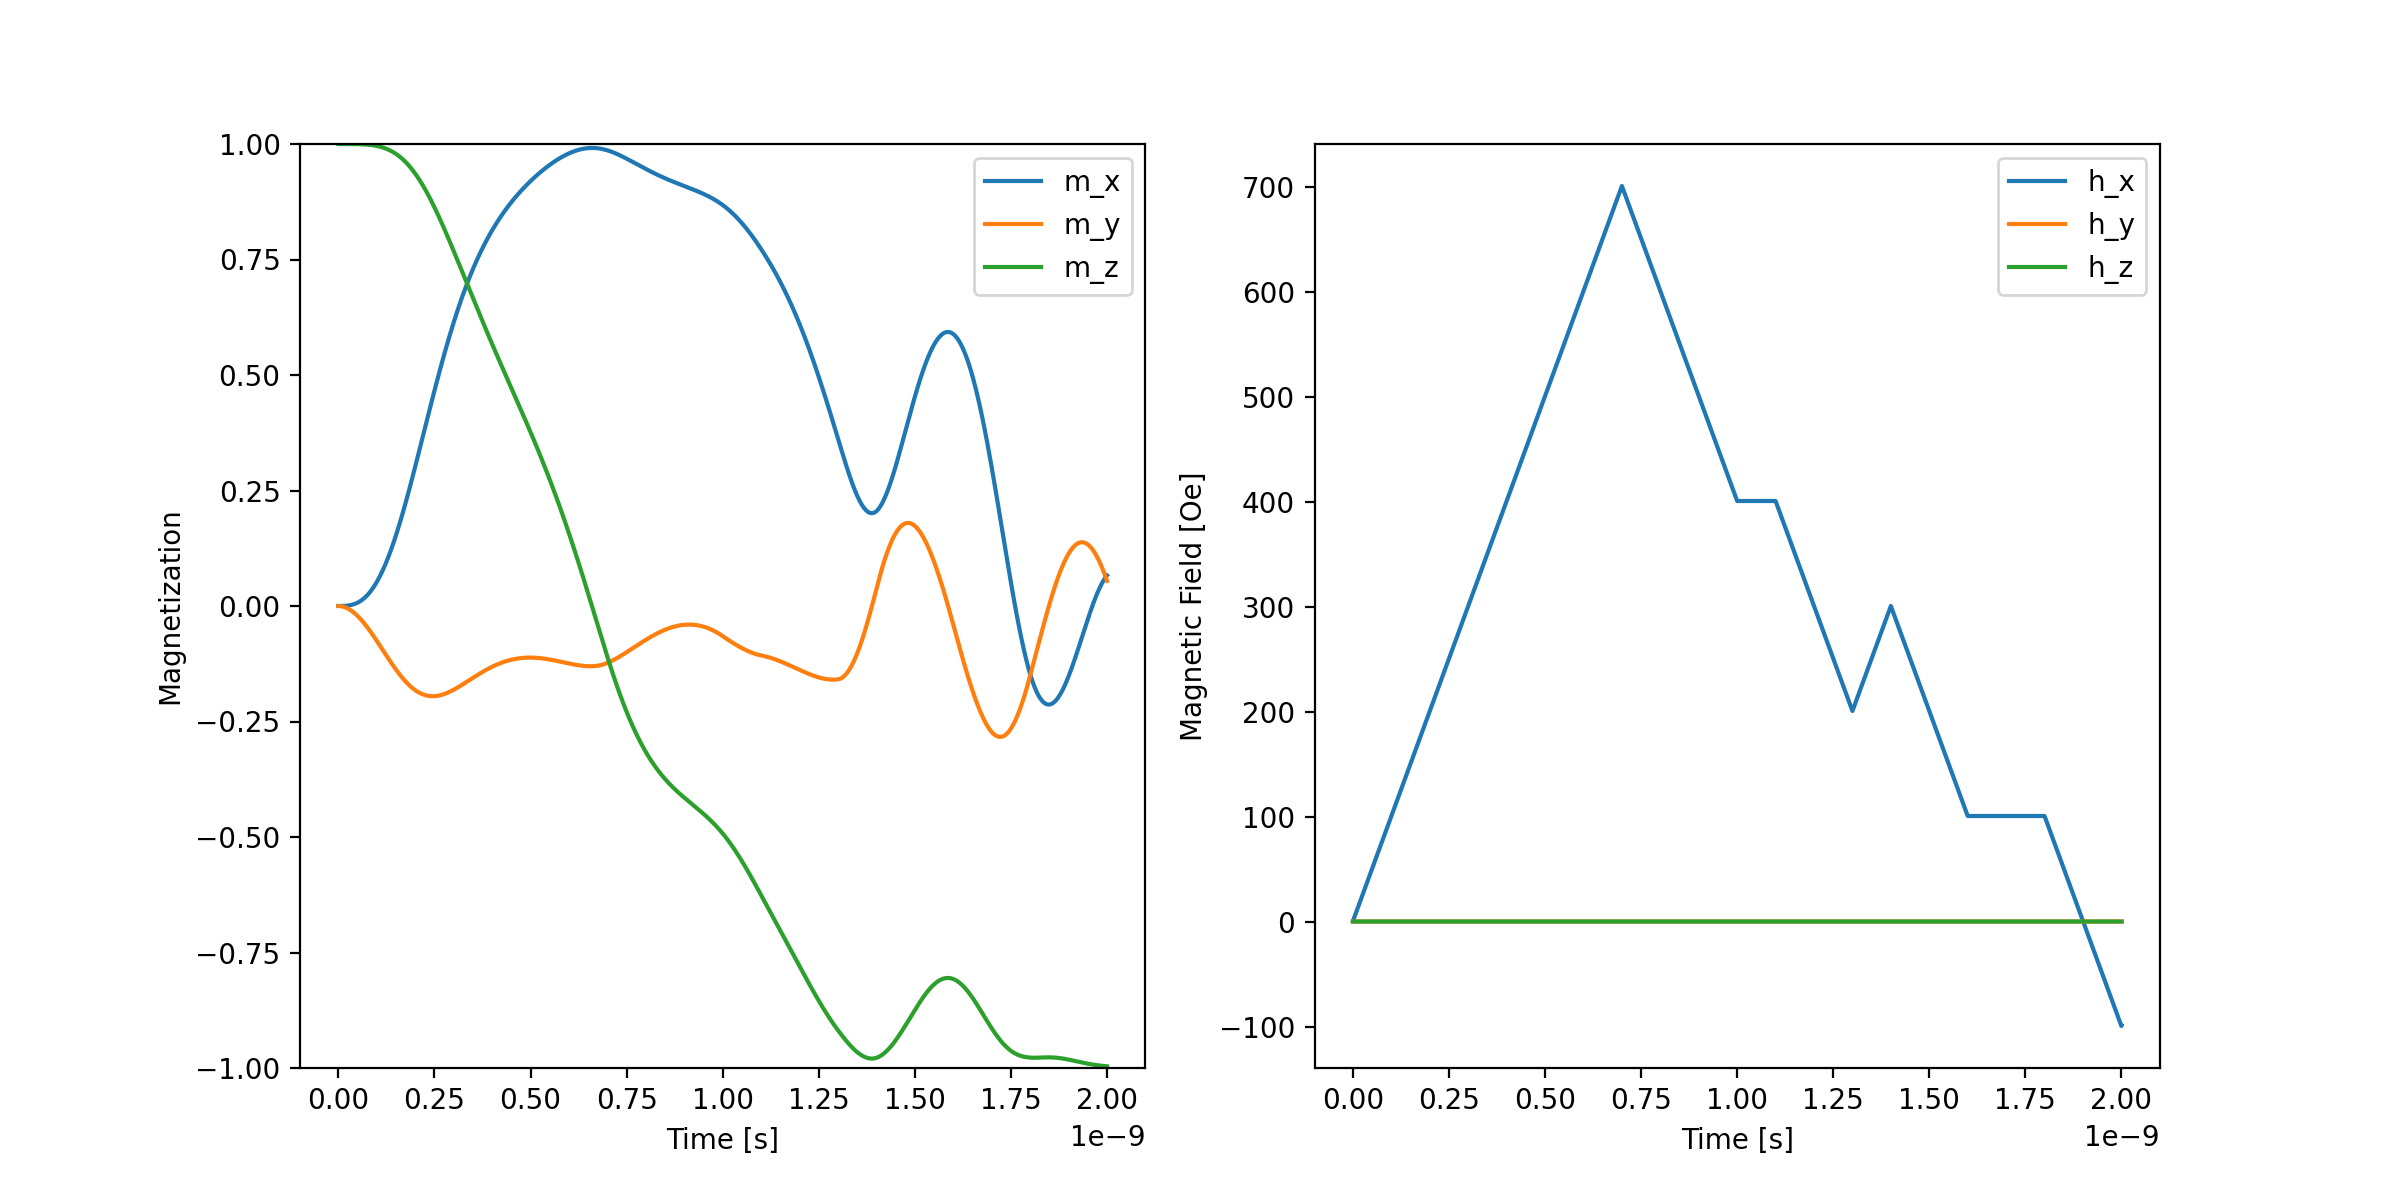 1.00
0.75
0.50
0.25
0.00
−0.25
−0.50
−0.75
−1.00
Magnetization
m_x
m_y
m_z
0.00 0.25 0.50 0.75 1.00 1.25 1.50 1.75 2.00
Time [s]
1e−9
700
600
500
400
300
200
100
0
−100
Magnetic Field [Oe]
h_x
h_y
h_z
0.00 0.25 0.50 0.75 1.00 1.25 1.50 1.75 2.00
Time [s]
1e−9